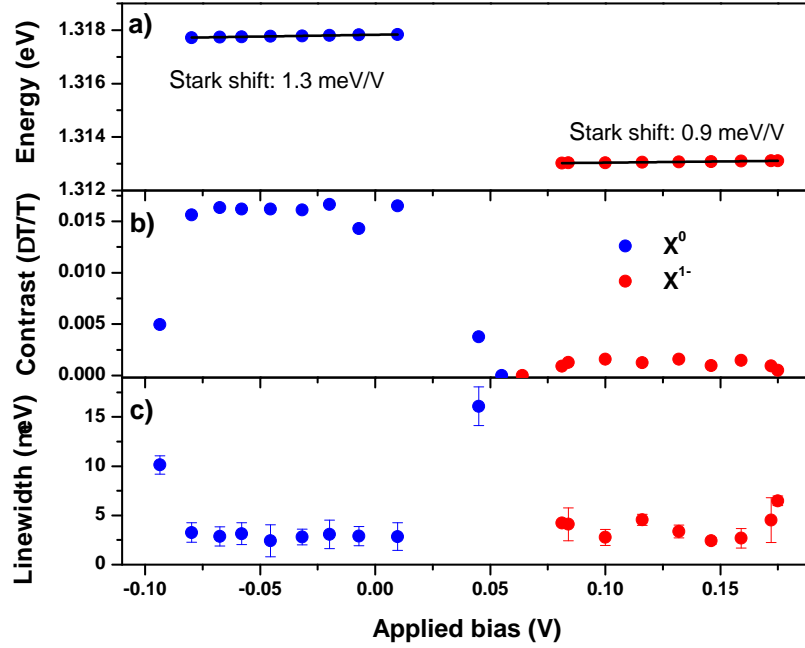 a)
Energy (eV)
1.318
1.316
1.314
1.312
Stark shift: 1.3 meV/V
Stark shift: 0.9 meV/V
b)
Contrast (DT/T)
0.015
0.010
0.005
0.000
X⁰
X¹⁻
c)
Linewidth (meV)
15
10
5
0
-0.10
-0.05
0.00
0.05
0.10
0.15
Applied bias (V)